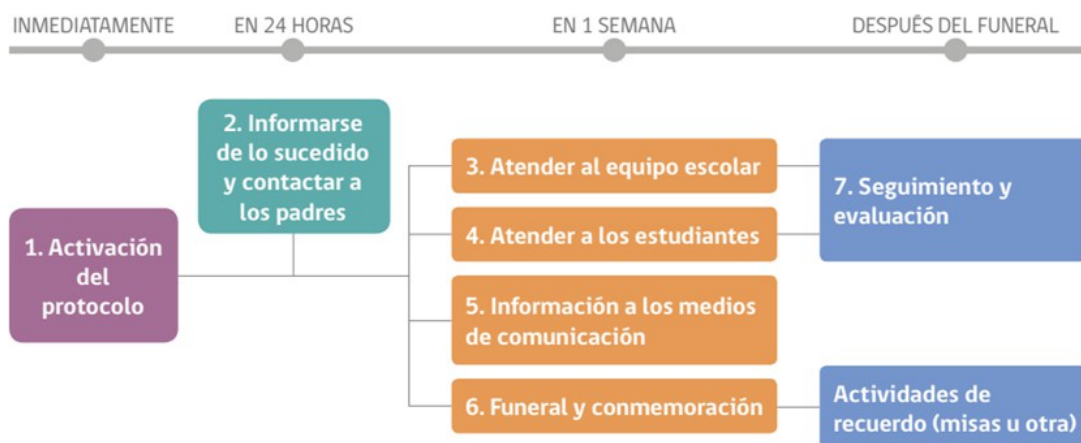 INMEDIATAMENTE
EN 24 HORAS
EN 1 SEMANA
DESPUÉS DEL FUNERAL
1. Activación
del
protocolo
2. Informarse
de lo sucedido
y contactar a
los padres
3. Atender al equipo escolar
4. Atender a los estudiantes
5. Información a los medios
de comunicación
6. Funeral y conmemoración
7. Seguimiento y
evaluación
Actividades de
recuerdo (misas u otra)